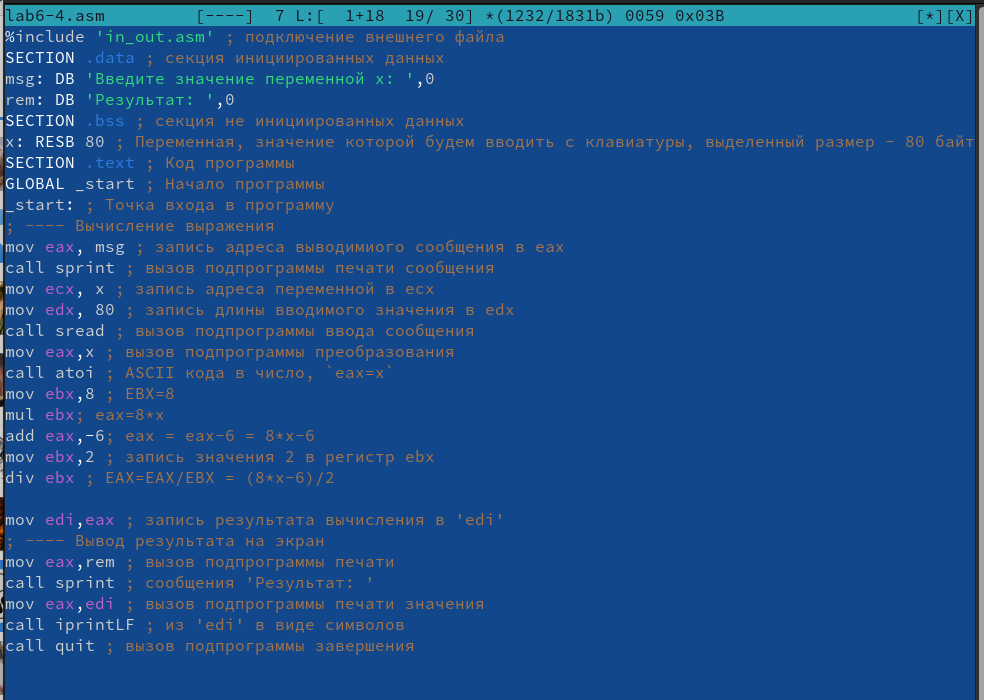 lab6-4.asm [----] 7 L:[ 1+18 19/ 30] *(1232/1831b) 0059 0x03B [*][X]
%include 'in_out.asm' ; подключение внешнего файла
SECTION .data ; секция инициированных данных
msg: DB 'Введите значение переменной х: ',0
rem: DB 'Результат: ',0
SECTION .bss ; секция не инициированных данных
x: RESB 80 ; Переменная, значение которой будем вводить с клавиатуры, выделенный размер - 80 байт
SECTION .text ; Код программы
GLOBAL _start ; Начало программы
_start: ; Точка входа в программу
; ---- Вычисление выражения
mov eax, msg ; запись адреса выводимиого сообщения в eax
call sprint ; вызов подпрограммы печати сообщения
mov ecx, x ; запись адреса переменной в ecx
mov edx, 80 ; запись длины вводимого значения в edx
call sread ; вызов подпрограммы ввода сообщения
mov eax,x ; вызов подпрограммы преобразования
call atoi ; ASCII кода в число, `eax=x`
mov ebx,8 ; EBX=8
mul ebx; eax=8*x
add eax,-6; eax = eax-6 = 8*x-6
mov ebx,2 ; запись значения 2 в регистр ebx
div ebx ; EAX=EAX/EBX = (8*x-6)/2
mov edi,eax ; запись результата вычисления в 'edi'
; ---- Вывод результата на экран
mov eax,rem ; вызов подпрограммы печати
call sprint ; сообщения 'Результат: '
mov eax,edi ; вызов подпрограммы печати значения
call iprintLF ; из 'edi' в виде символов
call quit ; вызов подпрограммы завершения